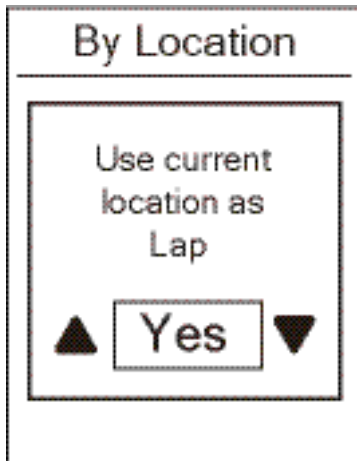 By Location
Use current
location as
Lap
Yes